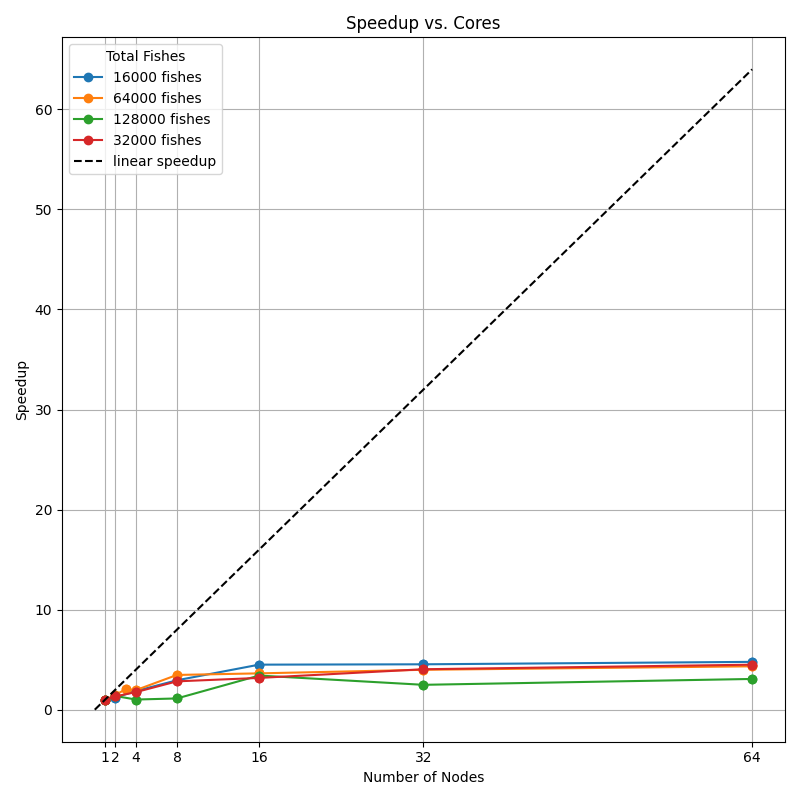 Speedup vs. Cores
Total Fishes
16000 fishes
64000 fishes
128000 fishes
32000 fishes
linear speedup
60
50
40
30
20
10
0
Speedup
1 2 4 8 16 32 64
Number of Nodes